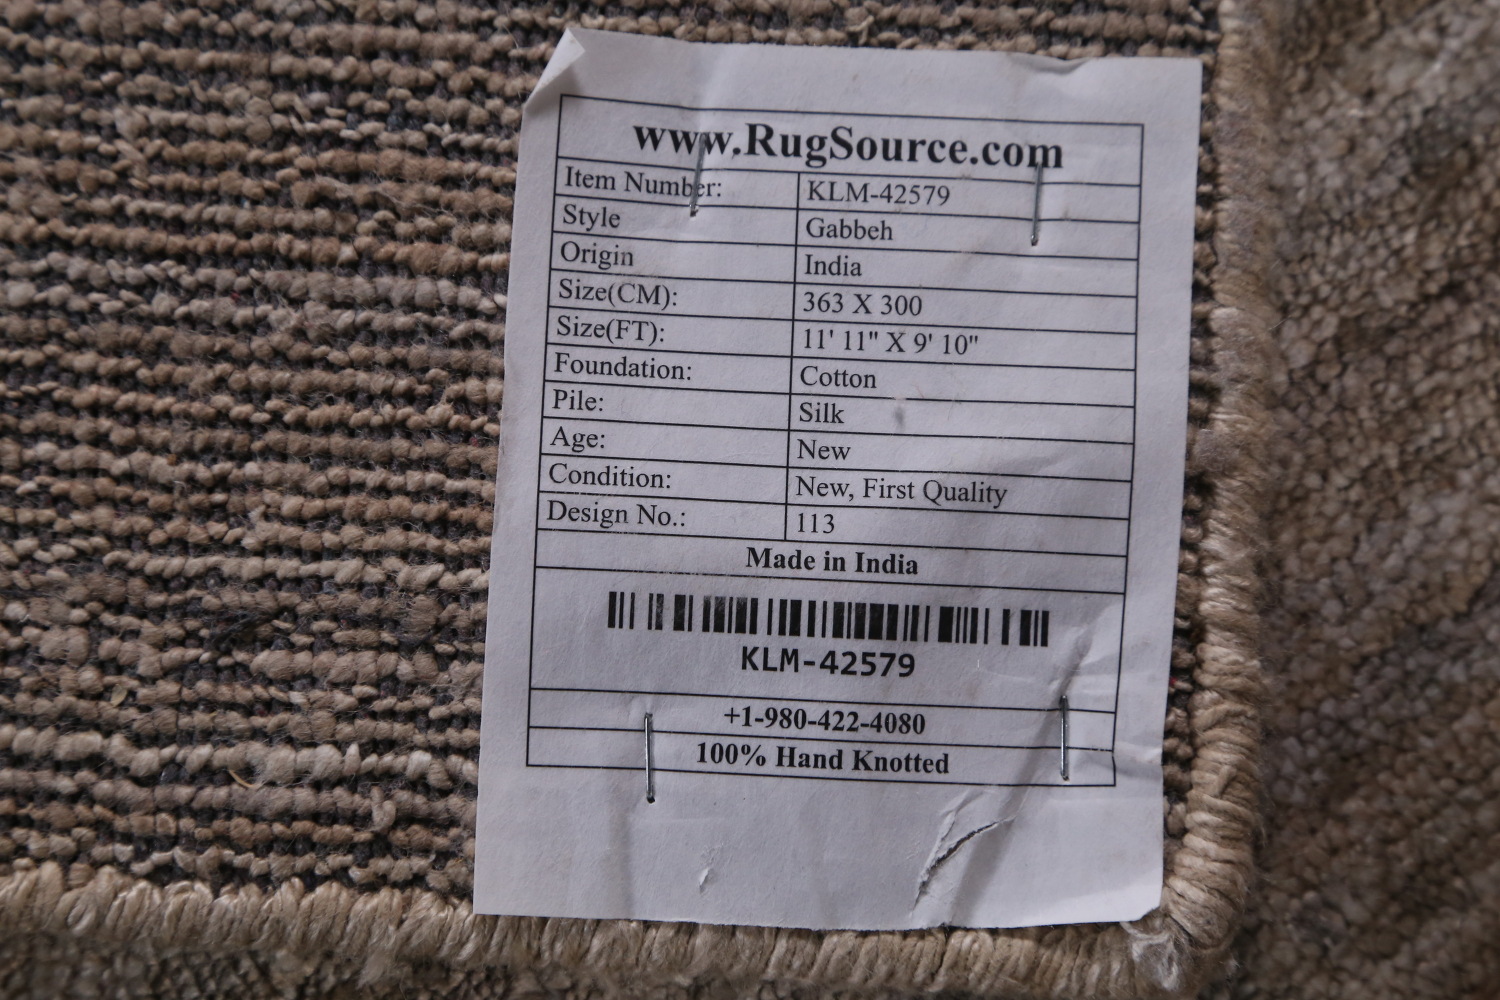 www.RugSource.com
Item Number: KLM-42579
Style Gabbeh
Origin India
Size(CM): 363 X 300
Size(FT): 11' 11" X 9' 10"
Foundation: Cotton
Pile: Silk
Age: New
Condition: New, First Quality
Design No.: 113
Made in India
KLM-42579
+1-980-422-4080
100% Hand Knotted